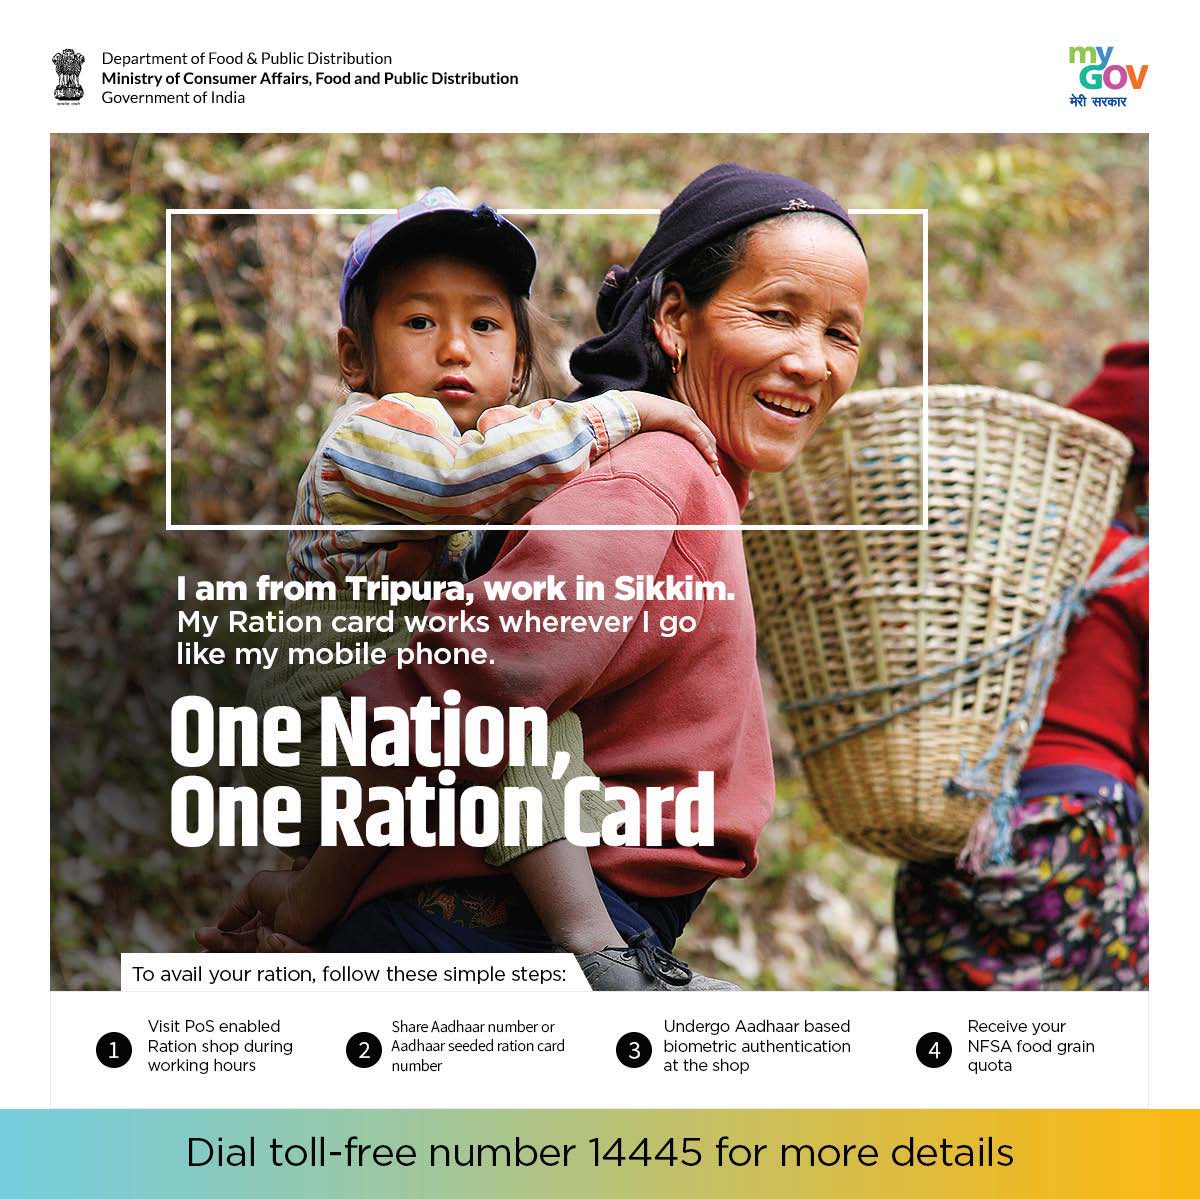 Department of Food & Public Distribution
Ministry of Consumer Affairs, Food and Public Distribution
Government of India
my
GOV
मेरी सरकार
I am from Tripura, work in Sikkim.
My Ration card works wherever I go
like my mobile phone.
One Nation,
One Ration Card
To avail your ration, follow these simple steps:
1
Visit PoS enabled
Ration shop during
working hours
2
Share Aadhaar number or
Aadhaar seeded ration card
number
3
Undergo Aadhaar based
biometric authentication
at the shop
4
Receive your
NFSA food grain
quota
Dial toll-free number 14445 for more details